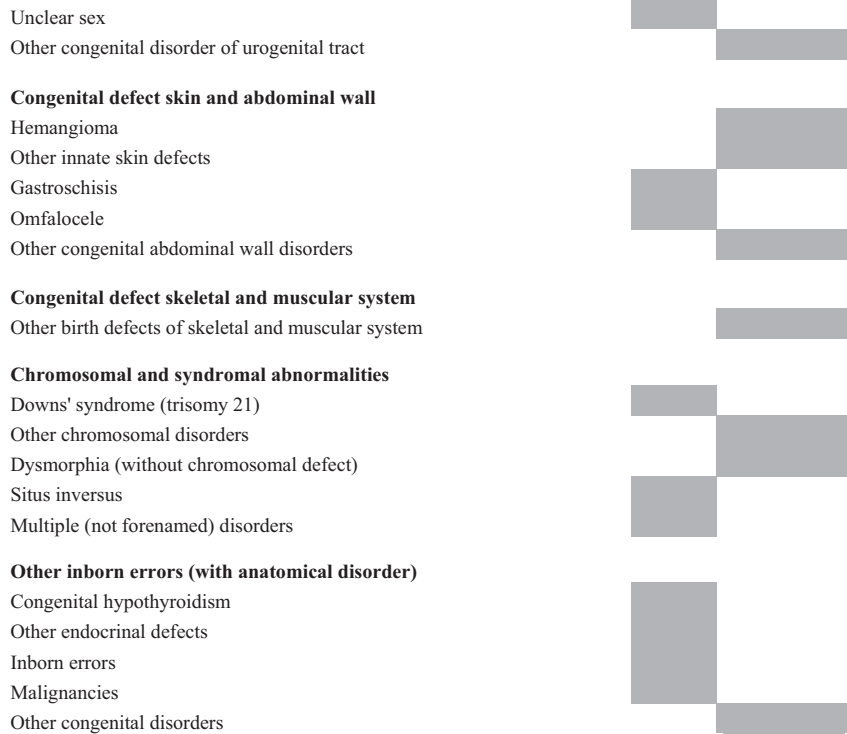 Unclear sex
Other congenital disorder of urogenital tract
Congenital defect skin and abdominal wall
Hemangioma
Other innate skin defects
Gastroschisis
Omfalocele
Other congenital abdominal wall disorders
Congenital defect skeletal and muscular system
Other birth defects of skeletal and muscular system
Chromosomal and syndromal abnormalities
Downs' syndrome (trisomy 21)
Other chromosomal disorders
Dysmorphia (without chromosomal defect)
Situs inversus
Multiple (not forenamed) disorders
Other inborn errors (with anatomical disorder)
Congenital hypothyroidism
Other endocrinal defects
Inborn errors
Malignancies
Other congenital disorders